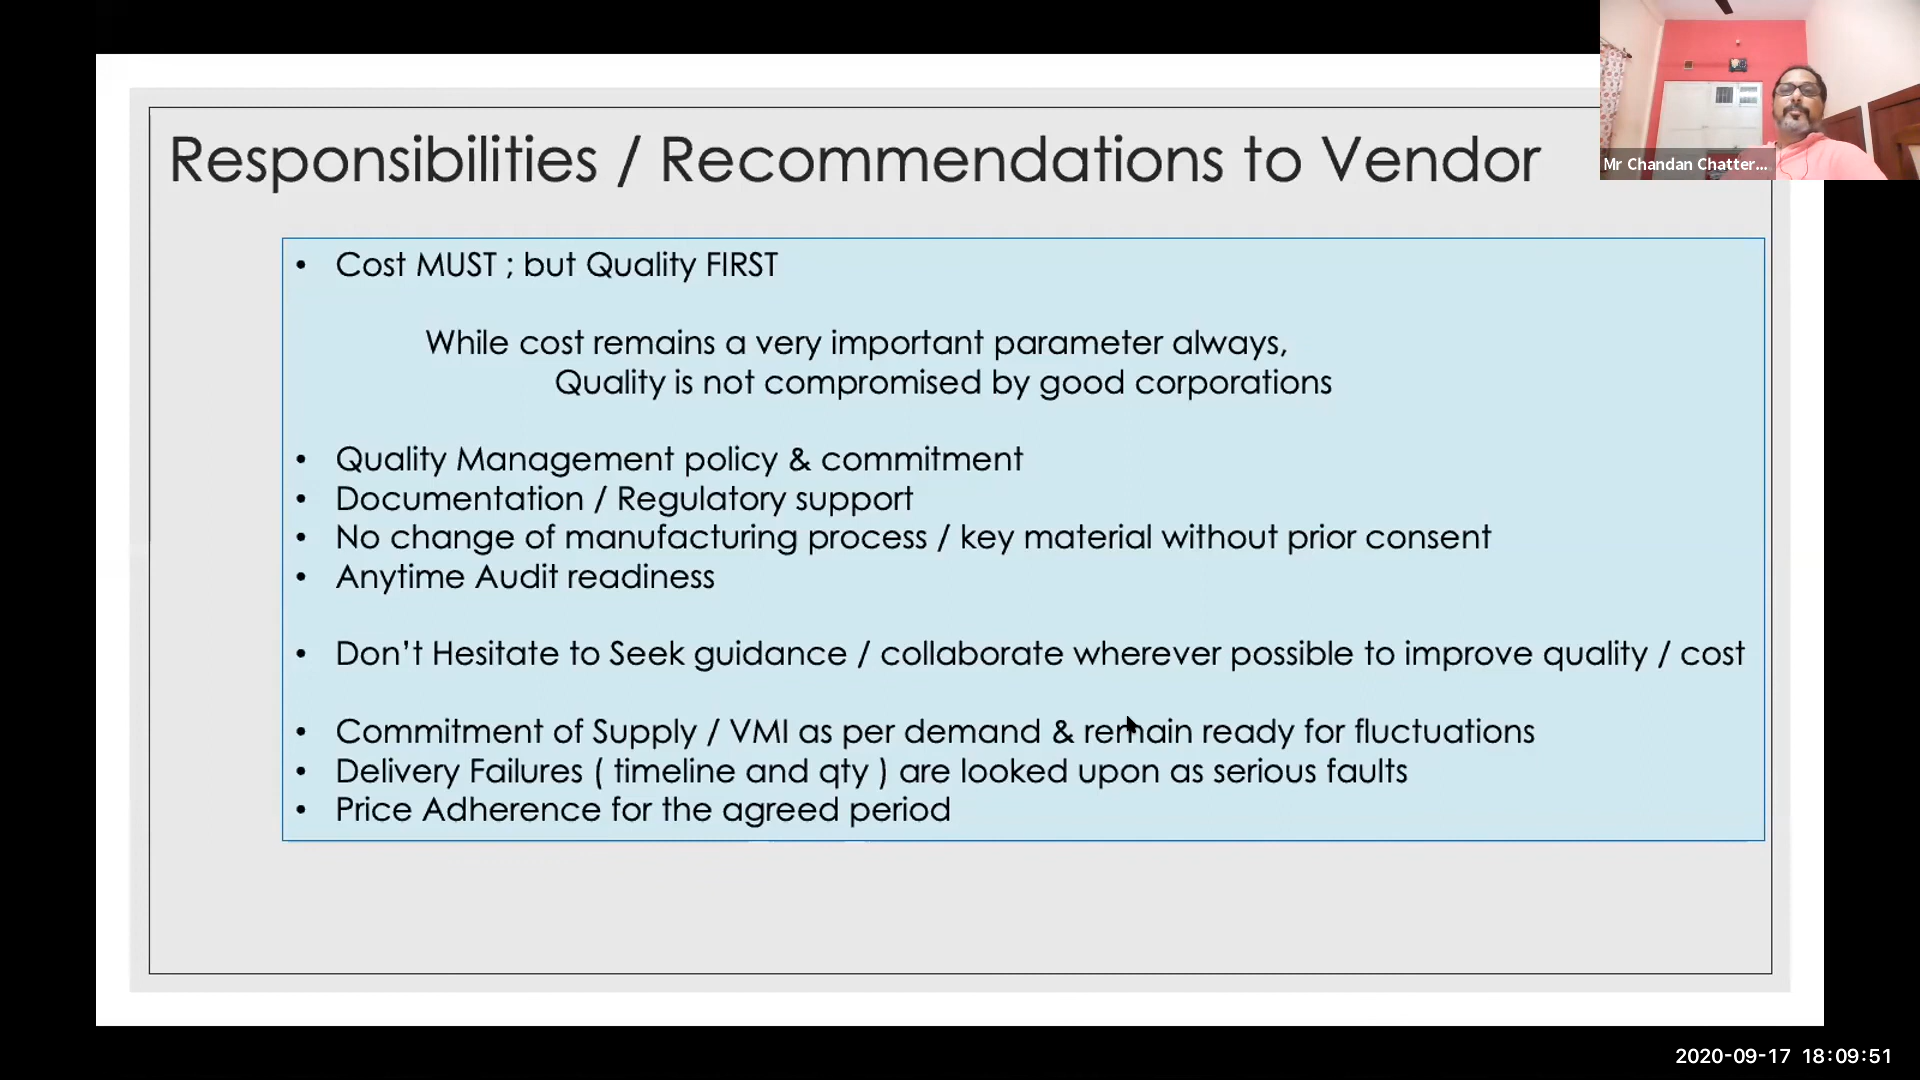 Responsibilities / Recommendations to Vendor
Mr Chandan Chatter...
• Cost MUST ; but Quality FIRST
While cost remains a very important parameter always,
Quality is not compromised by good corporations
• Quality Management policy & commitment
• Documentation / Regulatory support
• No change of manufacturing process / key material without prior consent
• Anytime Audit readiness
• Don’t Hesitate to Seek guidance / collaborate wherever possible to improve quality / cost
• Commitment of Supply / VMI as per demand & remain ready for fluctuations
• Delivery Failures ( timeline and qty ) are looked upon as serious faults
• Price Adherence for the agreed period
2020-09-17 18:09:51